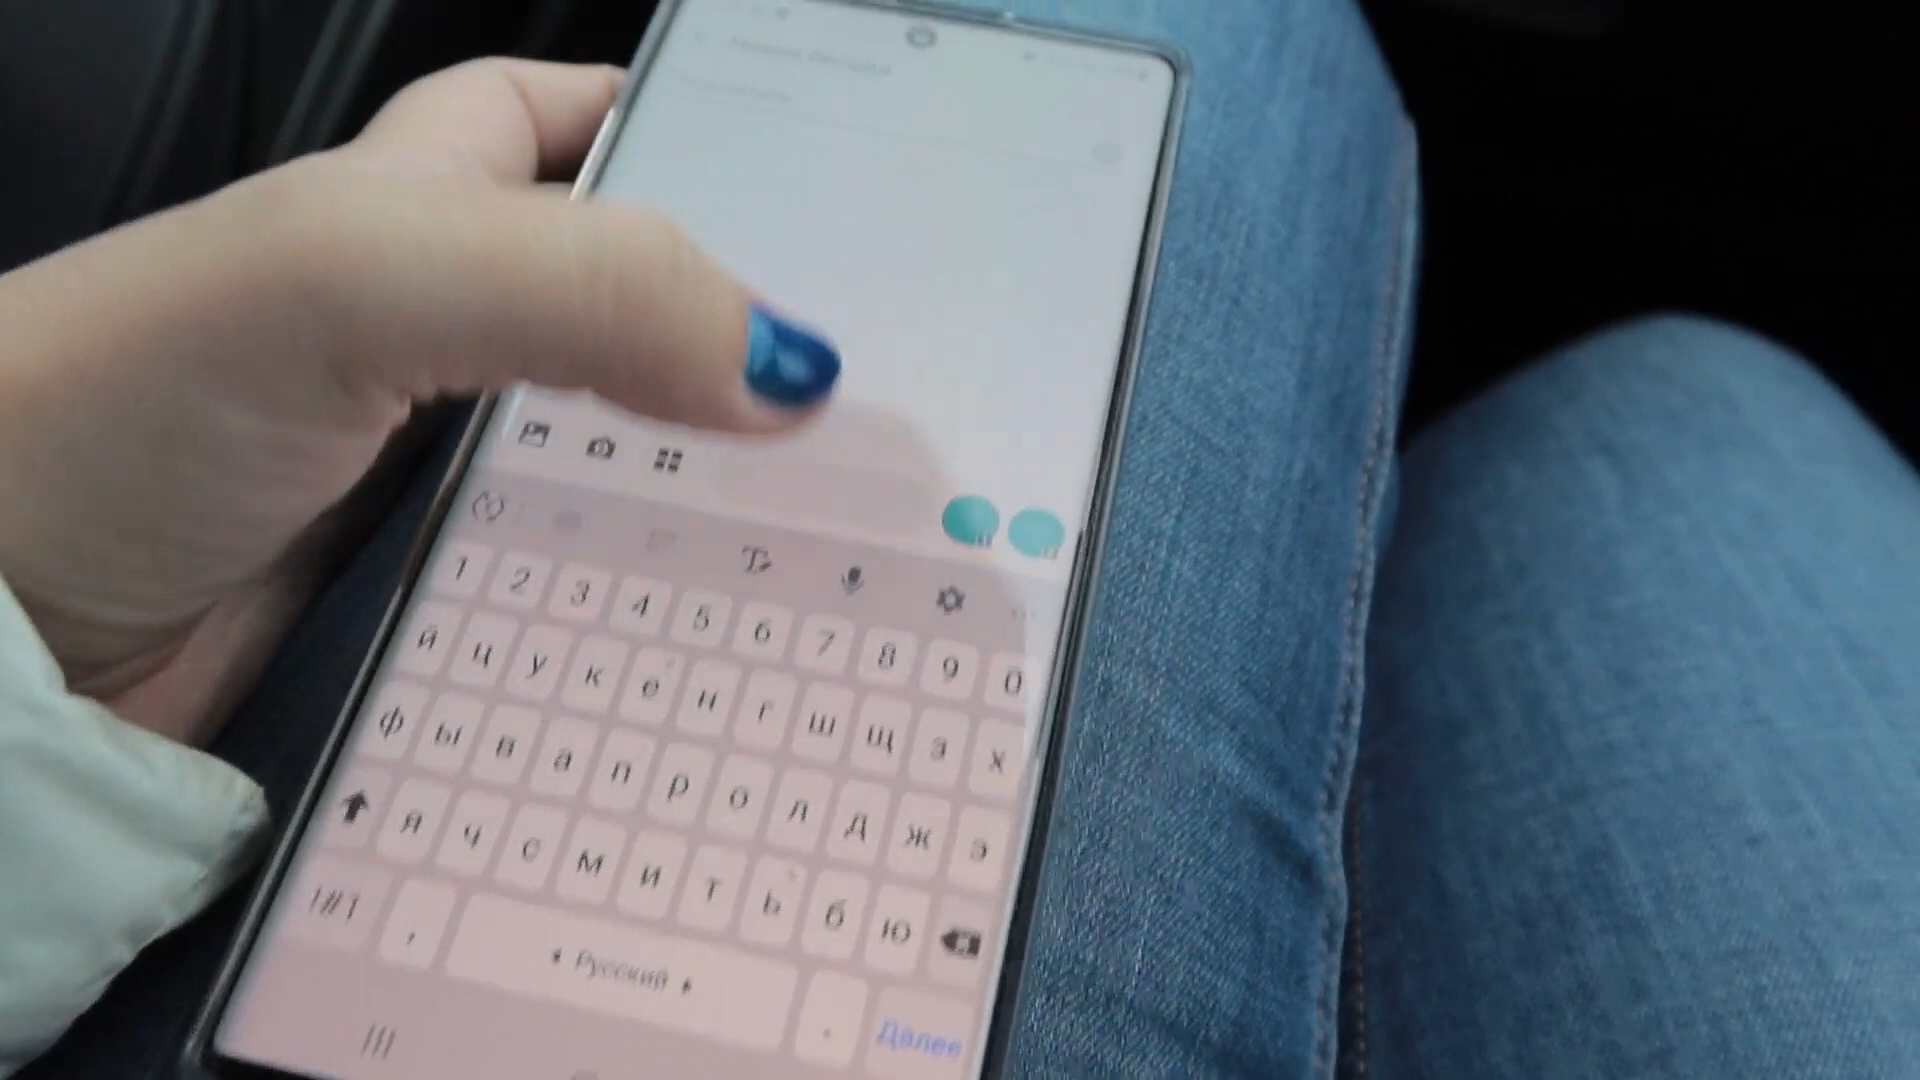 1 2 3 4 5 6 7 8 9 0
й ц у к е н г ш щ з х
ф ы в а п р о л д ж э
я ч с м и т ь б ю
!#1 , Русский . Далее